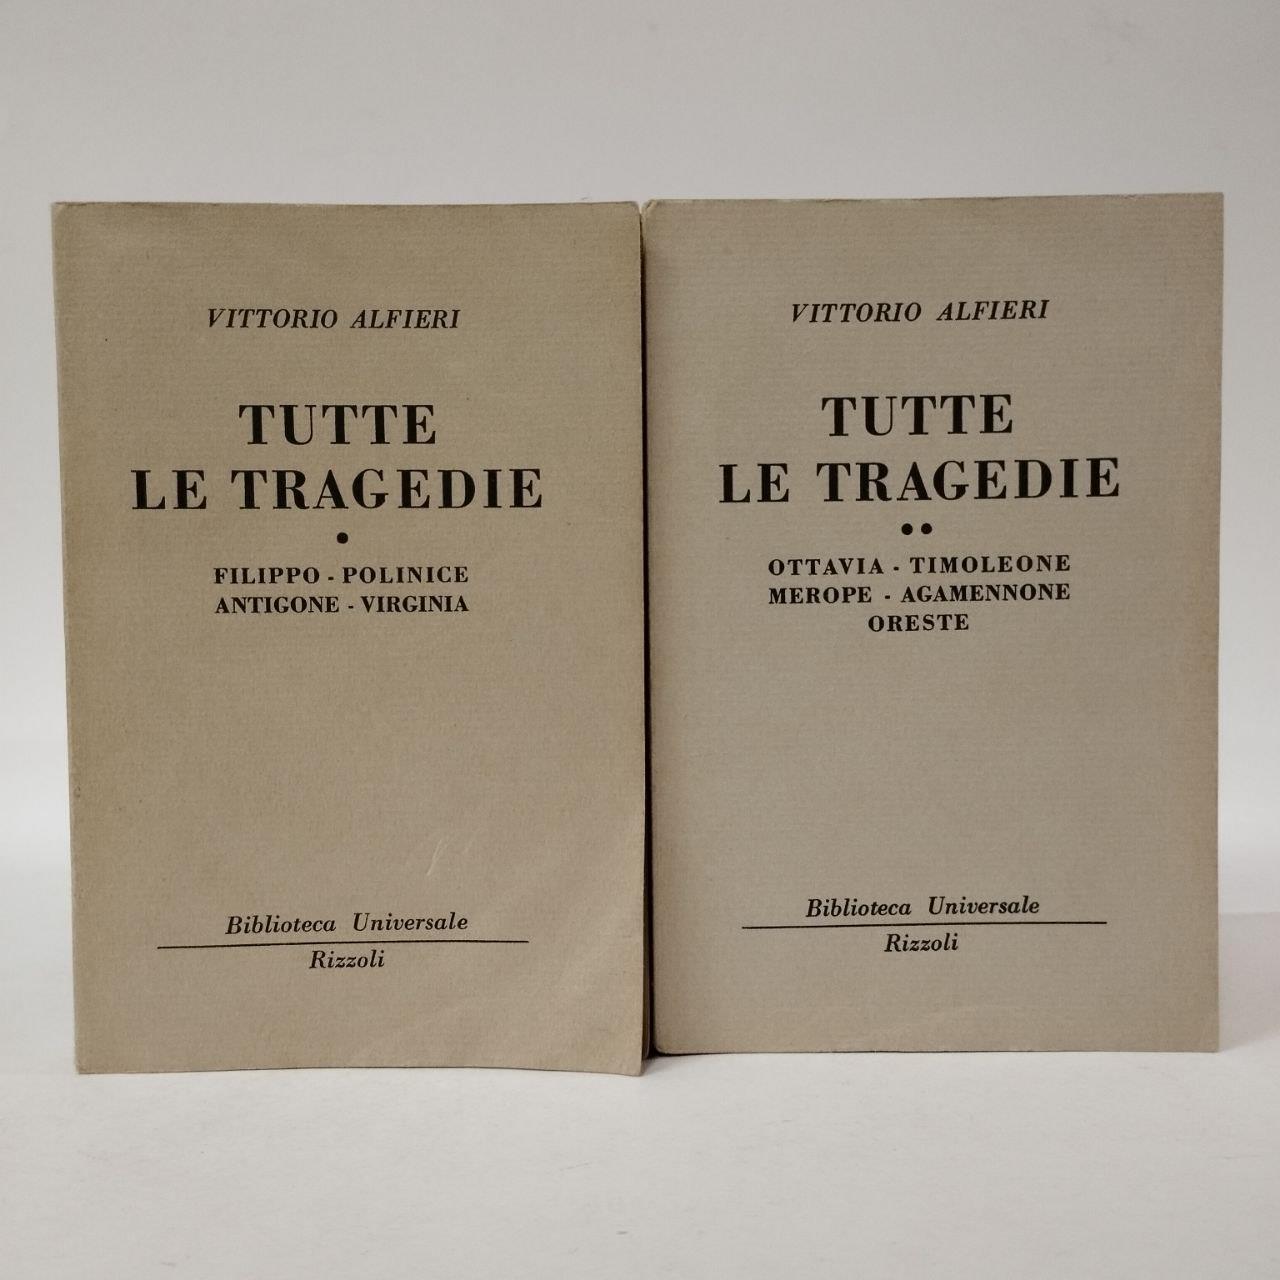 VITTORIO ALFIERI
TUTTE
LE TRAGEDIE
•
FILIPPO - POLINICE
ANTIGONE - VIRGINIA
Biblioteca Universale
Rizzoli
VITTORIO ALFIERI
TUTTE
LE TRAGEDIE
••
OTTAVIA - TIMOLEONE
MEROPE - AGAMENNONE
ORESTE
Biblioteca Universale
Rizzoli